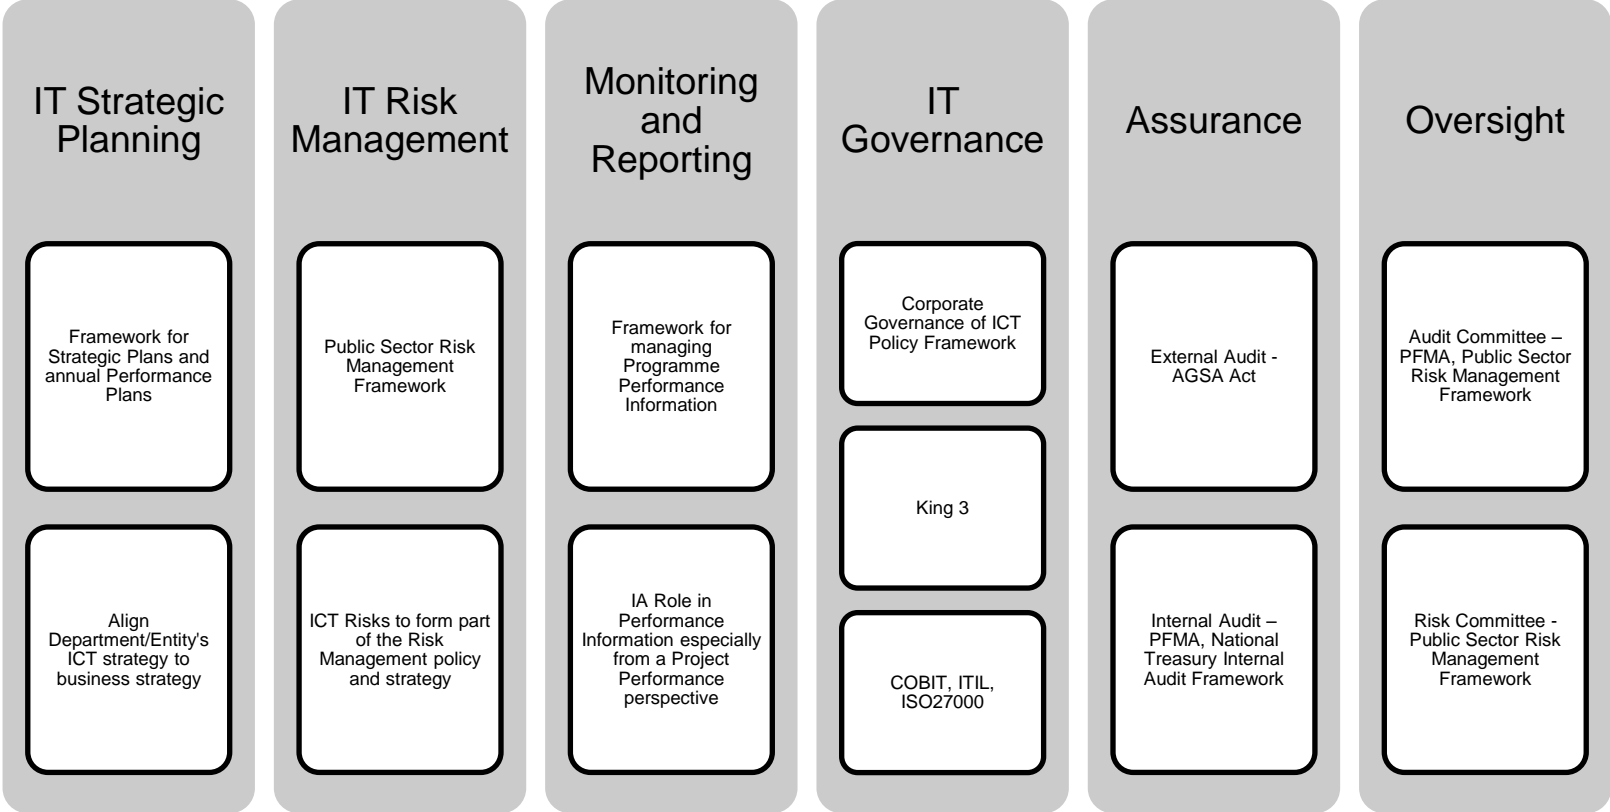 IT Strategic
Planning
Framework for
Strategic Plans and
annual Performance
Plans
Align
Department/Entity's
ICT strategy to
business strategy
IT Risk
Management
Public Sector Risk
Management
Framework
ICT Risks to form part
of the Risk
Management policy
and strategy
Monitoring
and
Reporting
Framework for
managing
Programme
Performance
Information
IA Role in
Performance
Information especially
from a Project
Performance
perspective
IT
Governance
Corporate
Governance of ICT
Policy Framework
King 3
COBIT, ITIL,
ISO27000
Assurance
External Audit -
AGSA Act
Internal Audit –
PFMA, National
Treasury Internal
Audit Framework
Oversight
Audit Committee –
PFMA, Public Sector
Risk Management
Framework
Risk Committee -
Public Sector Risk
Management
Framework